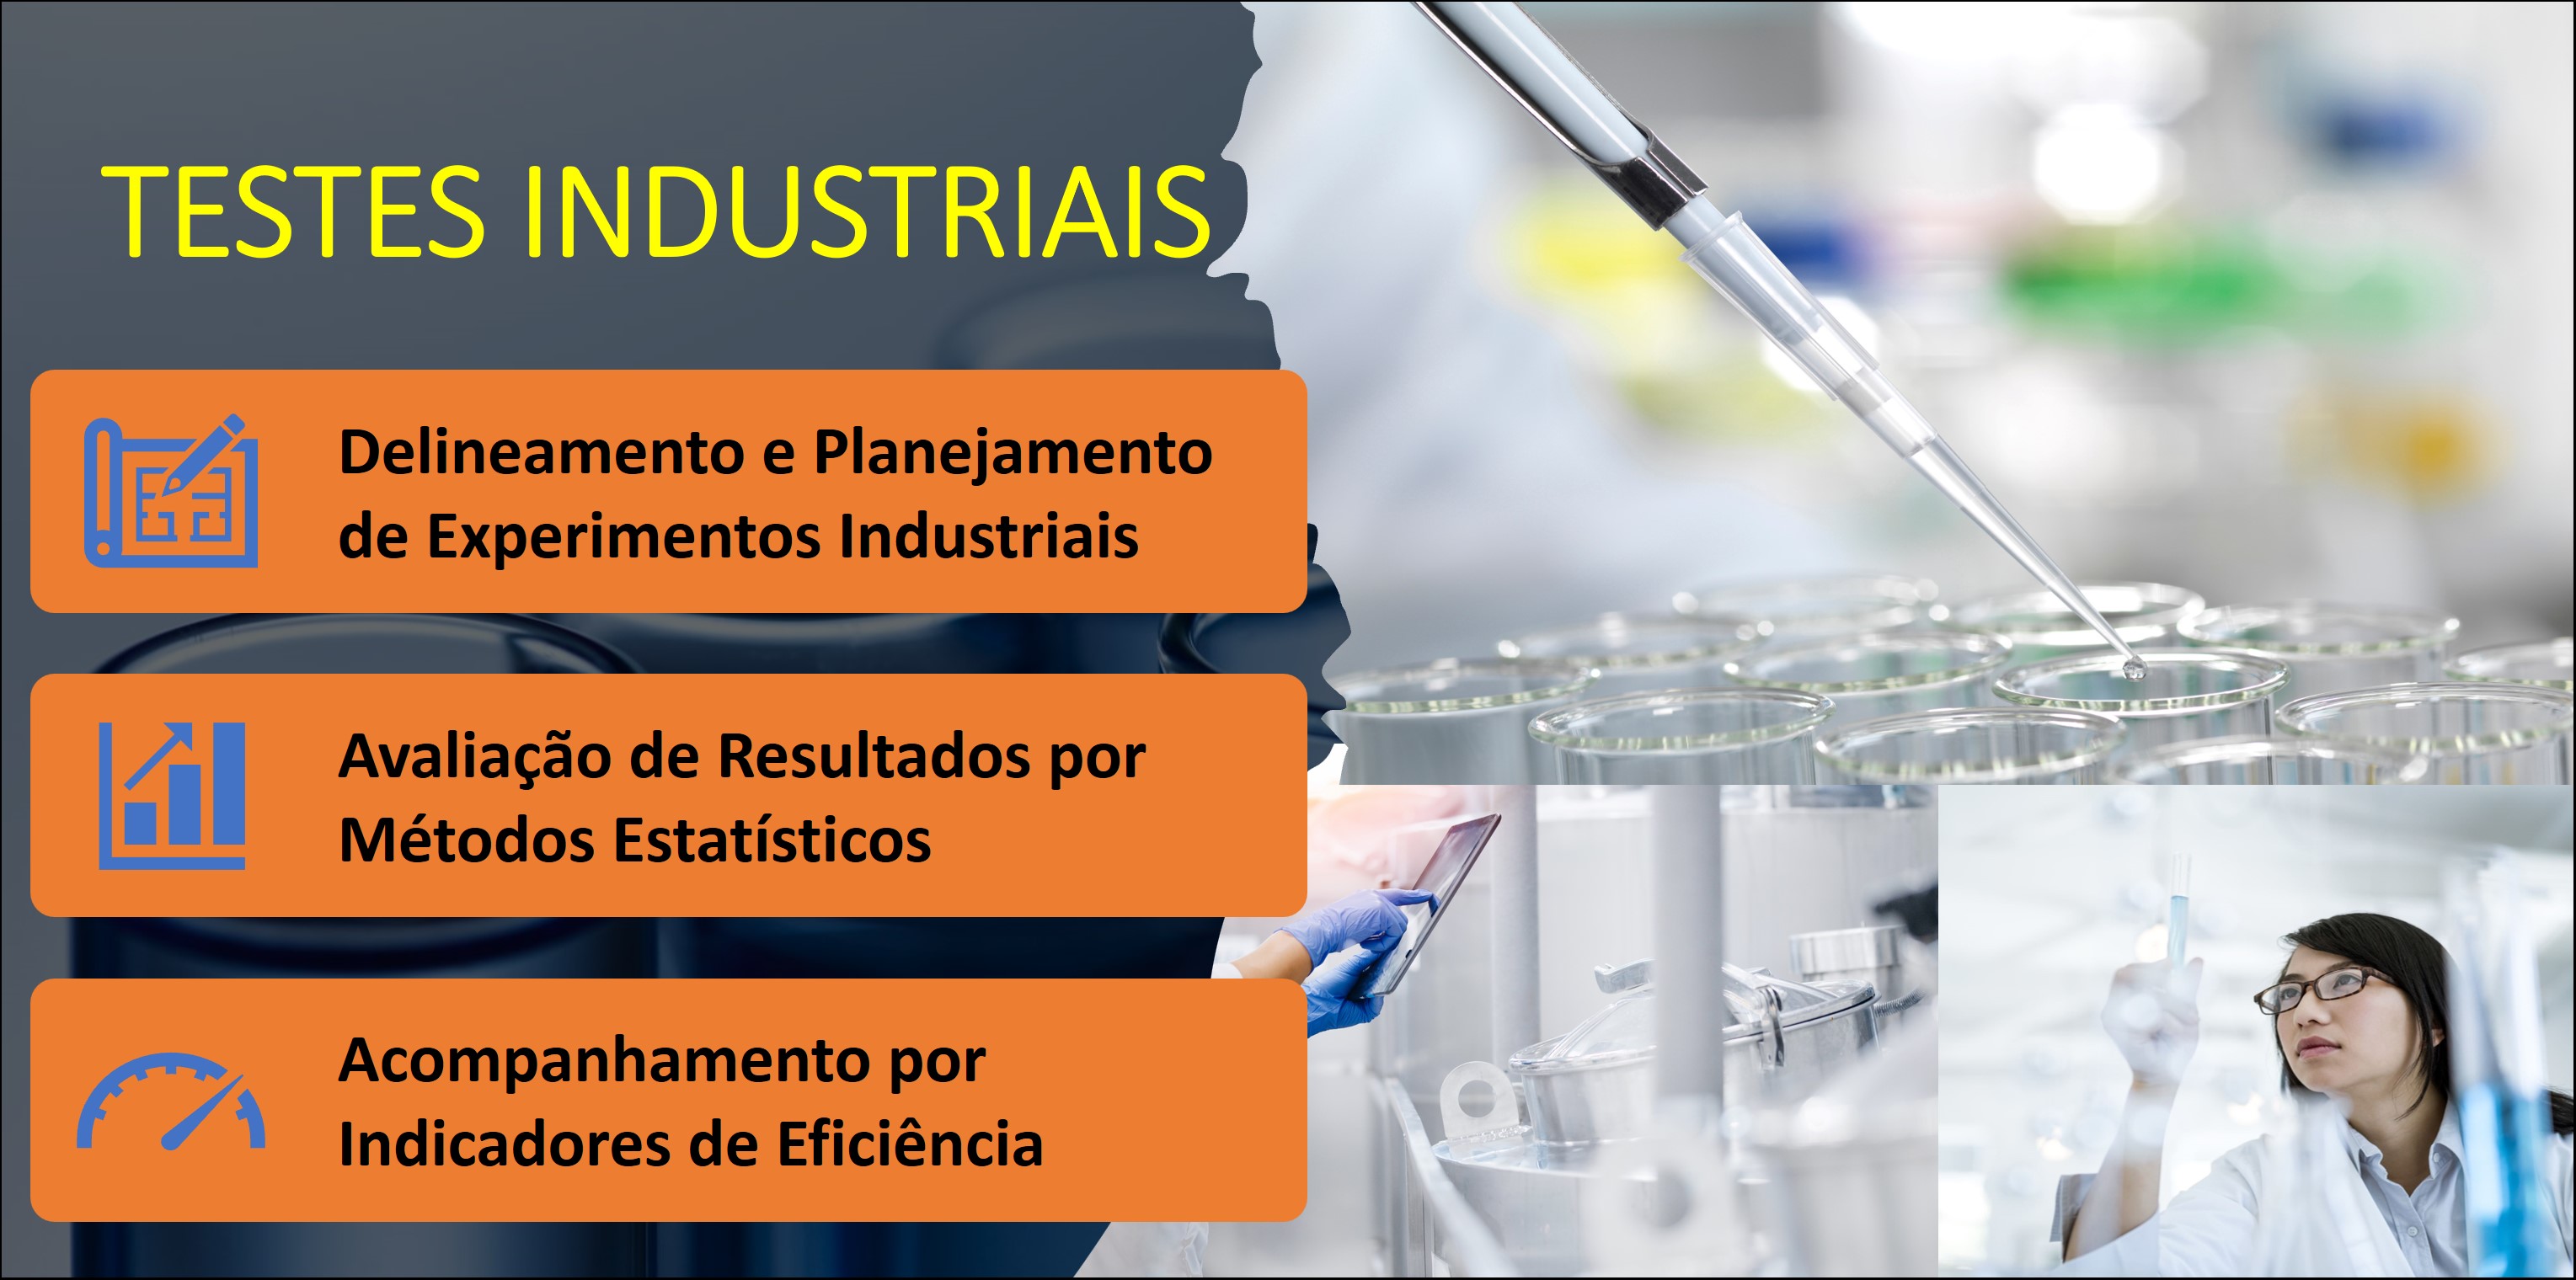 TESTES INDUSTRIAIS
Delineamento e Planejamento
de Experimentos Industriais
Avaliação de Resultados por
Métodos Estatísticos
Acompanhamento por
Indicadores de Eficiência